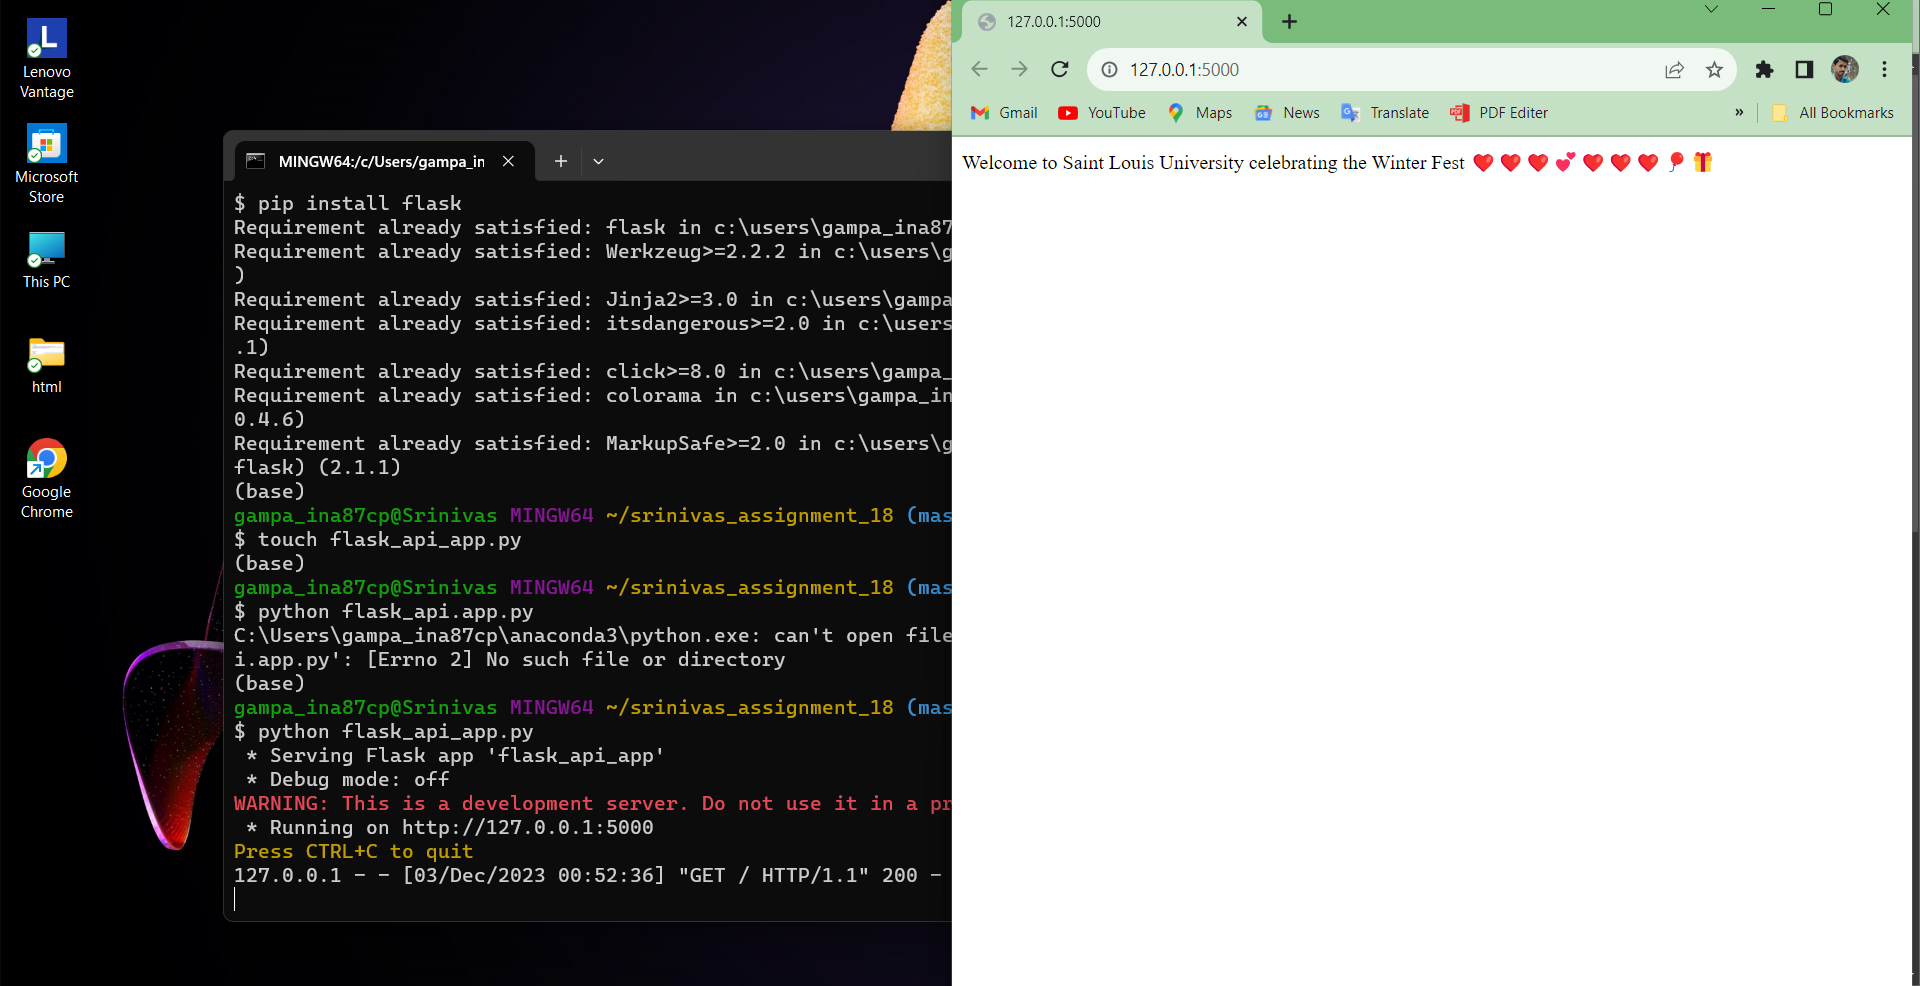 Lenovo
Vantage
Microsoft
Store
This PC
html
Google
Chrome
MINGW64:/c/Users/gampa_in
$ pip install flask
Requirement already satisfied: flask in c:\users\gampa_ina87
Requirement already satisfied: Werkzeug>=2.2.2 in c:\users\g
)
Requirement already satisfied: Jinja2>=3.0 in c:\users\gampa
Requirement already satisfied: itsdangerous>=2.0 in c:\users
.1)
Requirement already satisfied: click>=8.0 in c:\users\gampa_
Requirement already satisfied: colorama in c:\users\gampa_in
0.4.6)
Requirement already satisfied: MarkupSafe>=2.0 in c:\users\g
flask) (2.1.1)
(base)
gampa_ina87cp@Srinivas MINGW64 ~/srinivas_assignment_18 (mas
$ touch flask_api_app.py
(base)
gampa_ina87cp@Srinivas MINGW64 ~/srinivas_assignment_18 (mas
$ python flask_api.app.py
C:\Users\gampa_ina87cp\anaconda3\python.exe: can't open file
i.app.py': [Errno 2] No such file or directory
(base)
gampa_ina87cp@Srinivas MINGW64 ~/srinivas_assignment_18 (mas
$ python flask_api_app.py
 * Serving Flask app 'flask_api_app'
 * Debug mode: off
WARNING: This is a development server. Do not use it in a pr
 * Running on http://127.0.0.1:5000
Press CTRL+C to quit
127.0.0.1 - - [03/Dec/2023 00:52:36] "GET / HTTP/1.1" 200 -
127.0.0.1:5000
127.0.0.1:5000
Gmail YouTube Maps News Translate PDF Editer » All Bookmarks
Welcome to Saint Louis University celebrating the Winter Fest ❤️❤️❤️💕❤️❤️❤️🎈🎁